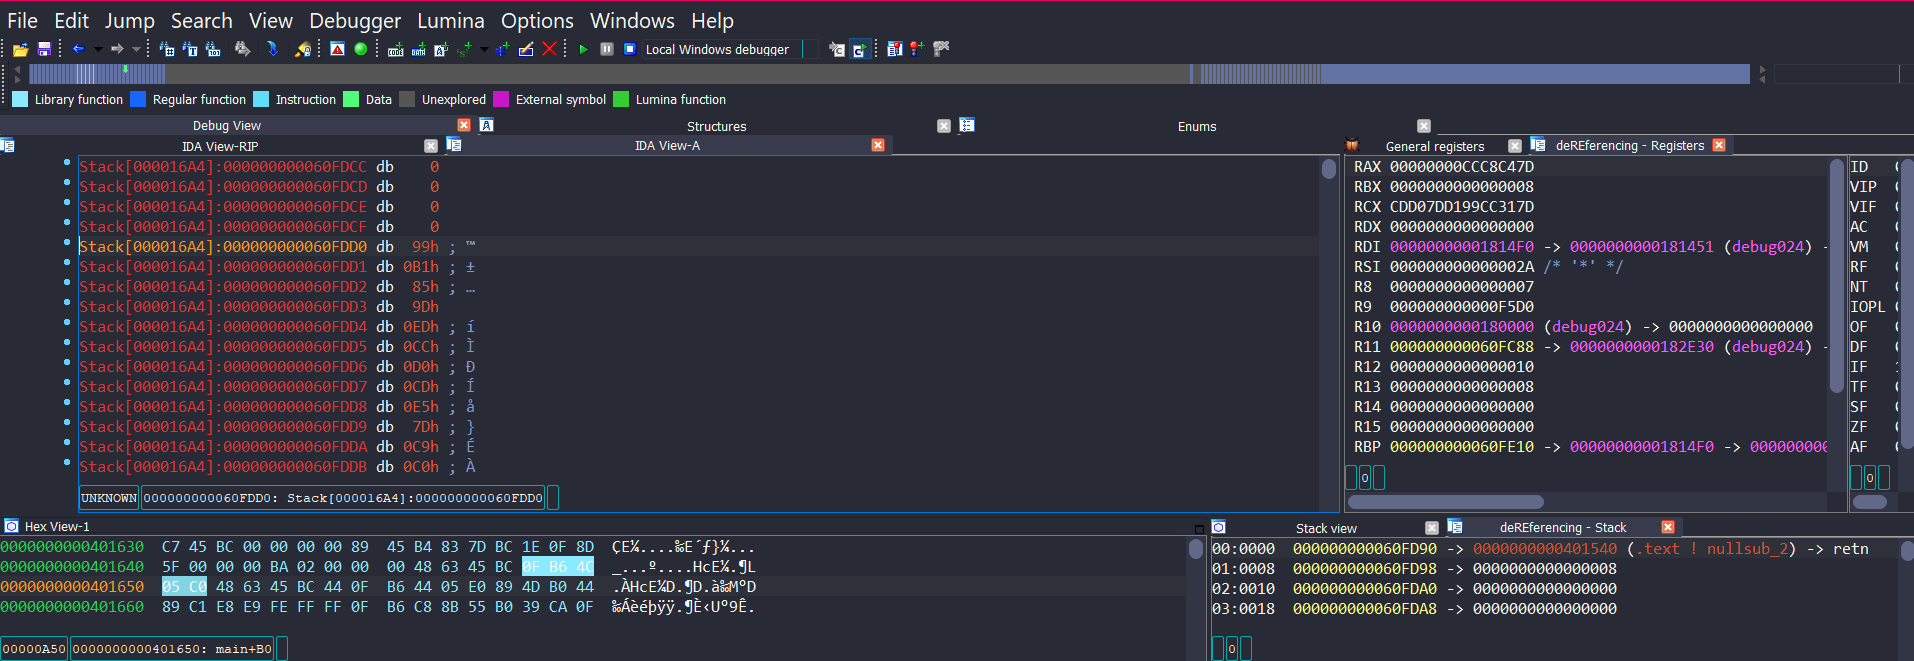 File Edit Jump Search View Debugger Lumina Options Windows Help
Local Windows debugger
Library function Regular function Instruction Data Unexplored External symbol Lumina function
Debug View Structures Enums
IDA View-RIP IDA View-A
Stack[000016A4]:000000000060FDCC db 0
Stack[000016A4]:000000000060FDCD db 0
Stack[000016A4]:000000000060FDCE db 0
Stack[000016A4]:000000000060FDCF db 0
Stack[000016A4]:000000000060FDD0 db 99h ; ™
Stack[000016A4]:000000000060FDD1 db 0B1h ; ±
Stack[000016A4]:000000000060FDD2 db 85h ; …
Stack[000016A4]:000000000060FDD3 db 9Dh
Stack[000016A4]:000000000060FDD4 db 0EDh ; í
Stack[000016A4]:000000000060FDD5 db 0CCh ; Ì
Stack[000016A4]:000000000060FDD6 db 0D0h ; Ð
Stack[000016A4]:000000000060FDD7 db 0CDh ; Í
Stack[000016A4]:000000000060FDD8 db 0E5h ; å
Stack[000016A4]:000000000060FDD9 db 7Dh ; }
Stack[000016A4]:000000000060FDDA db 0C9h ; É
Stack[000016A4]:000000000060FDDB db 0C0h ; À
UNKNOWN 000000000060FDD0: Stack[000016A4]:000000000060FDD0
General registers deREferencing - Registers
RAX 00000000CCC8C47D
RBX 0000000000000008
RCX CDD07DD199CC317D
RDX 0000000000000000
RDI 00000000001814F0 -> 0000000000181451 (debug024) -
RSI 000000000000002A /* '*' */
R8 0000000000000007
R9 000000000000F5D0
R10 0000000000180000 (debug024) -> 0000000000000000
R11 000000000060FC88 -> 0000000000182E30 (debug024) -
R12 0000000000000010
R13 0000000000000008
R14 0000000000000000
R15 0000000000000000
RBP 000000000060FE10 -> 00000000001814F0 -> 000000000
0
ID
VIP
VIF
AC
VM
RF
NT
IOPL
OF
DF
IF
TF
SF
ZF
AF
0
Hex View-1
0000000000401630 C7 45 BC 00 00 00 00 89 45 B4 83 7D BC 1E 0F 8D ÇE¼....‰E´ƒ}¼...
0000000000401640 5F 00 00 00 BA 02 00 00 00 48 63 45 BC 0F B6 4C _...º....HcE¼.¶L
0000000000401650 05 C0 48 63 45 BC 44 0F B6 44 05 E0 89 4D B0 44 .ÀHcE¼D.¶D.à‰M°D
0000000000401660 89 C1 E8 E9 FE FF FF 0F B6 C8 8B 55 B0 39 CA 0F ‰Áèéþÿÿ.¶È‹U°9Ê.
00000A50 0000000000401650: main+B0
Stack view deREferencing - Stack
00:0000 000000000060FD90 -> 0000000000401540 (.text ! nullsub_2) -> retn
01:0008 000000000060FD98 -> 0000000000000008
02:0010 000000000060FDA0 -> 0000000000000000
03:0018 000000000060FDA8 -> 0000000000000000
0